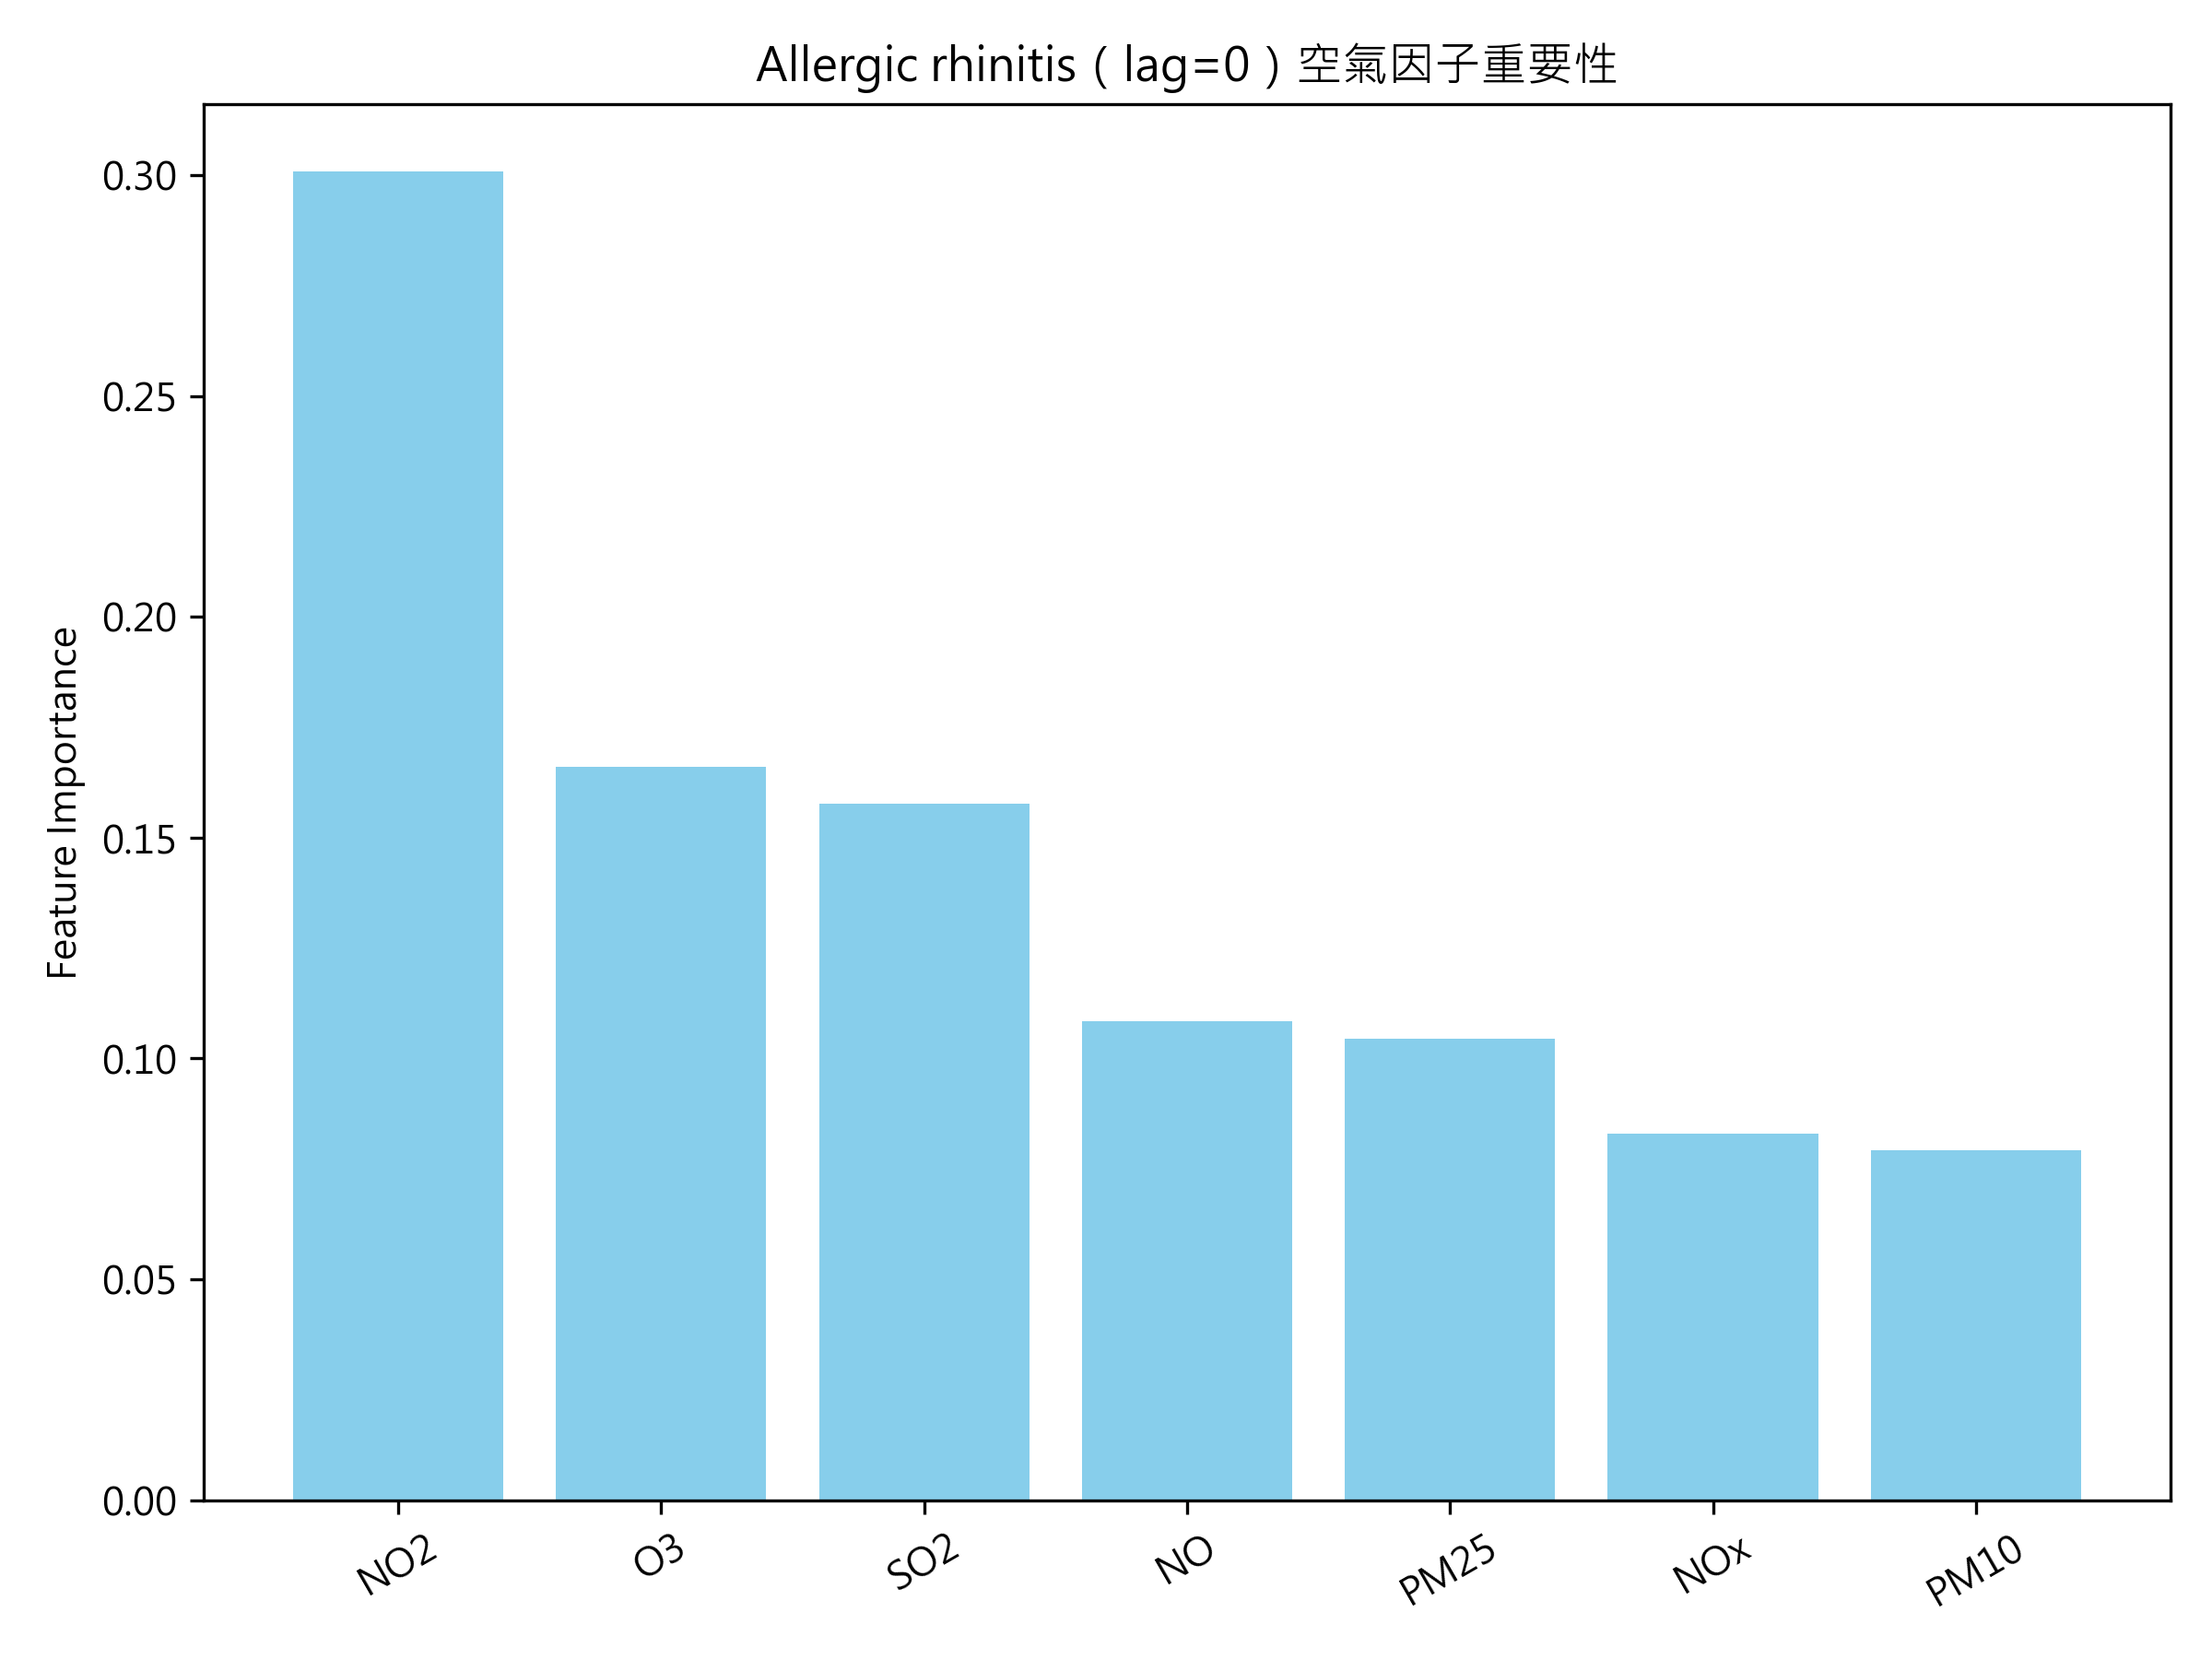 Allergic rhinitis（lag=0）空氣因子重要性
Feature Importance
0.30
0.25
0.20
0.15
0.10
0.05
0.00
NO2
O3
SO2
NO
PM25
NOx
PM10